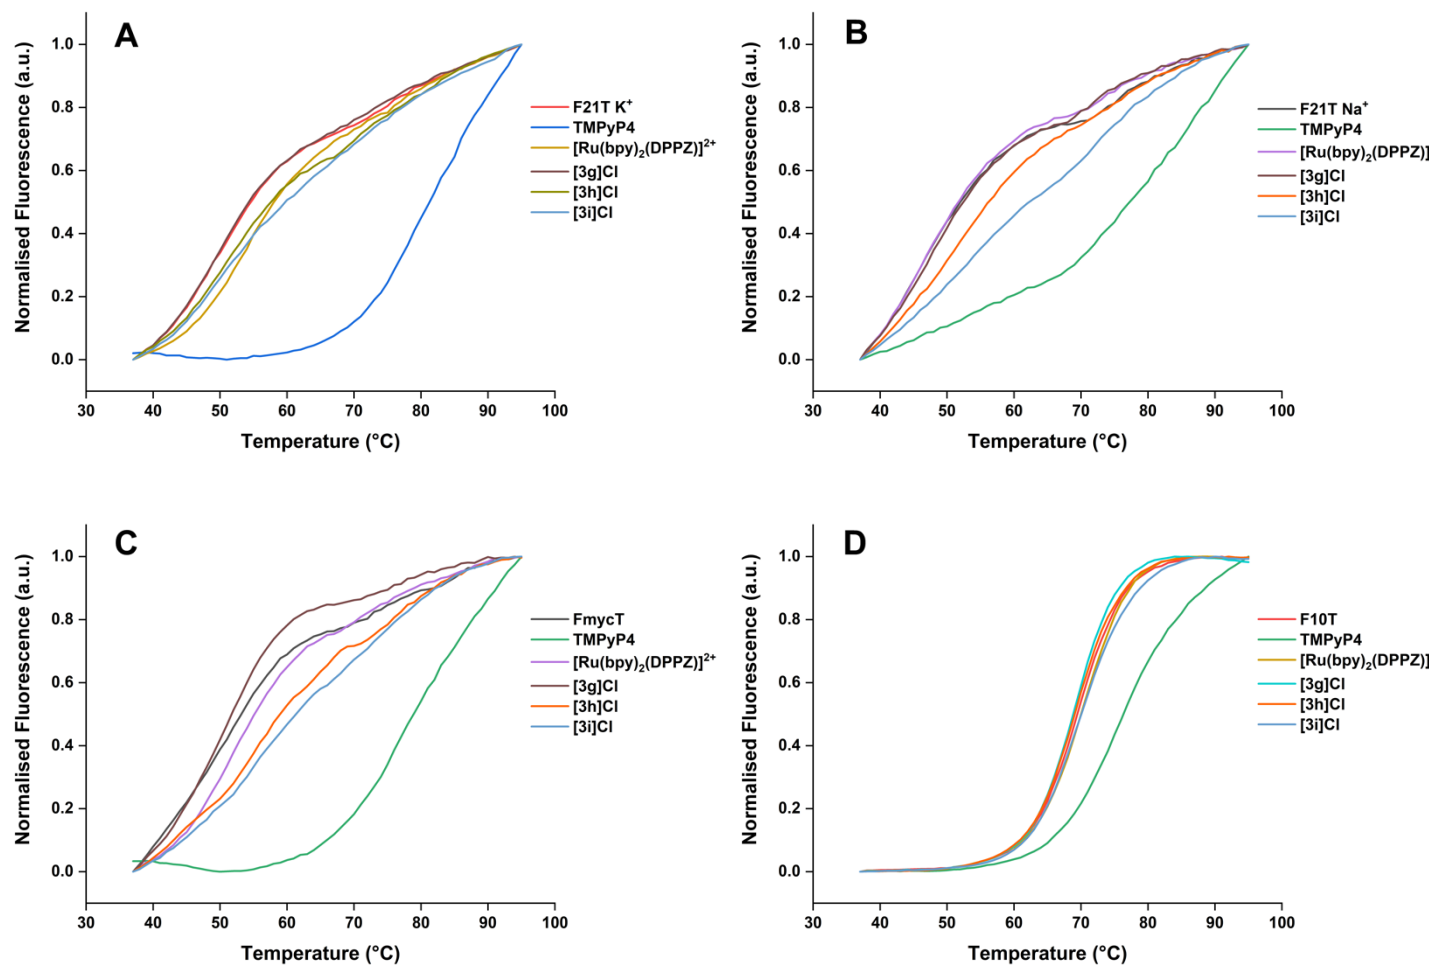 A
Normalised Fluorescence (a.u.)
1.0
0.8
0.6
0.4
0.2
0.0
30 40 50 60 70 80 90 100
Temperature (°C)
F21T K⁺
TMPyP4
[Ru(bpy)₂(DPPZ)]²⁺
[3g]Cl
[3h]Cl
[3i]Cl
B
Normalised Fluorescence (a.u.)
1.0
0.8
0.6
0.4
0.2
0.0
30 40 50 60 70 80 90 100
Temperature (°C)
F21T Na⁺
TMPyP4
[Ru(bpy)₂(DPPZ)]
[3g]Cl
[3h]Cl
[3i]Cl
C
Normalised Fluorescence (a.u.)
1.0
0.8
0.6
0.4
0.2
0.0
30 40 50 60 70 80 90 100
Temperature (°C)
FmycT
TMPyP4
[Ru(bpy)₂(DPPZ)]²⁺
[3g]Cl
[3h]Cl
[3i]Cl
D
Normalised Fluorescence (a.u.)
1.0
0.8
0.6
0.4
0.2
0.0
30 40 50 60 70 80 90 100
Temperature (°C)
F10T
TMPyP4
[Ru(bpy)₂(DPPZ)]
[3g]Cl
[3h]Cl
[3i]Cl